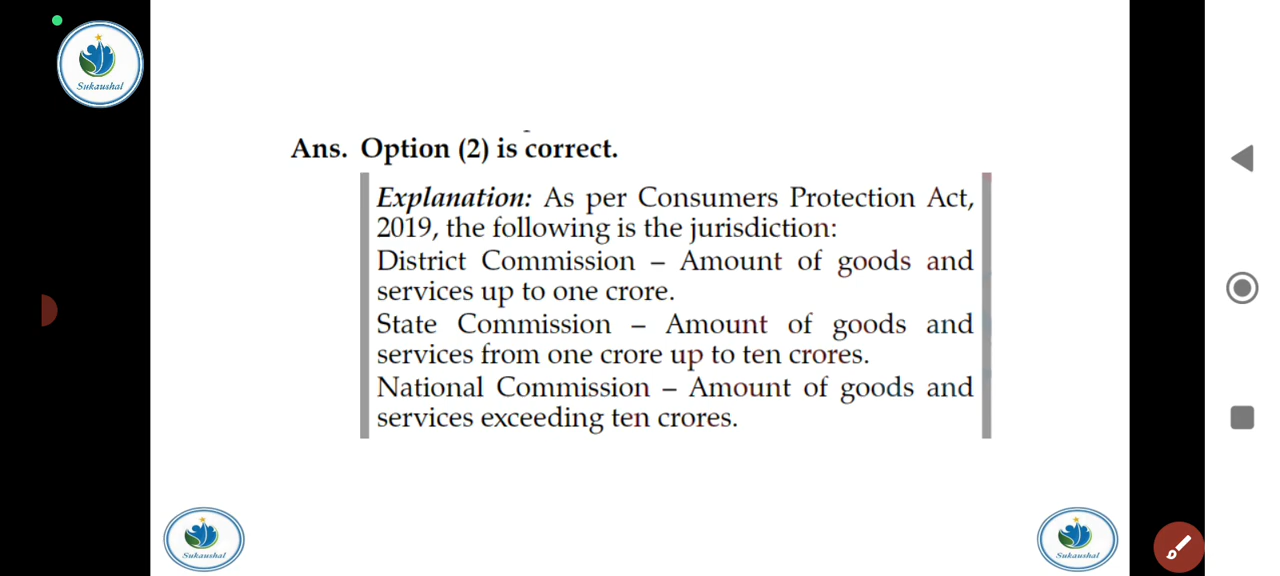 Sukaushal
Ans. Option (2) is correct.
Explanation: As per Consumers Protection Act,
2019, the following is the jurisdiction:
District Commission – Amount of goods and
services up to one crore.
State Commission – Amount of goods and
services from one crore up to ten crores.
National Commission – Amount of goods and
services exceeding ten crores.
Sukaushal
Sukaushal